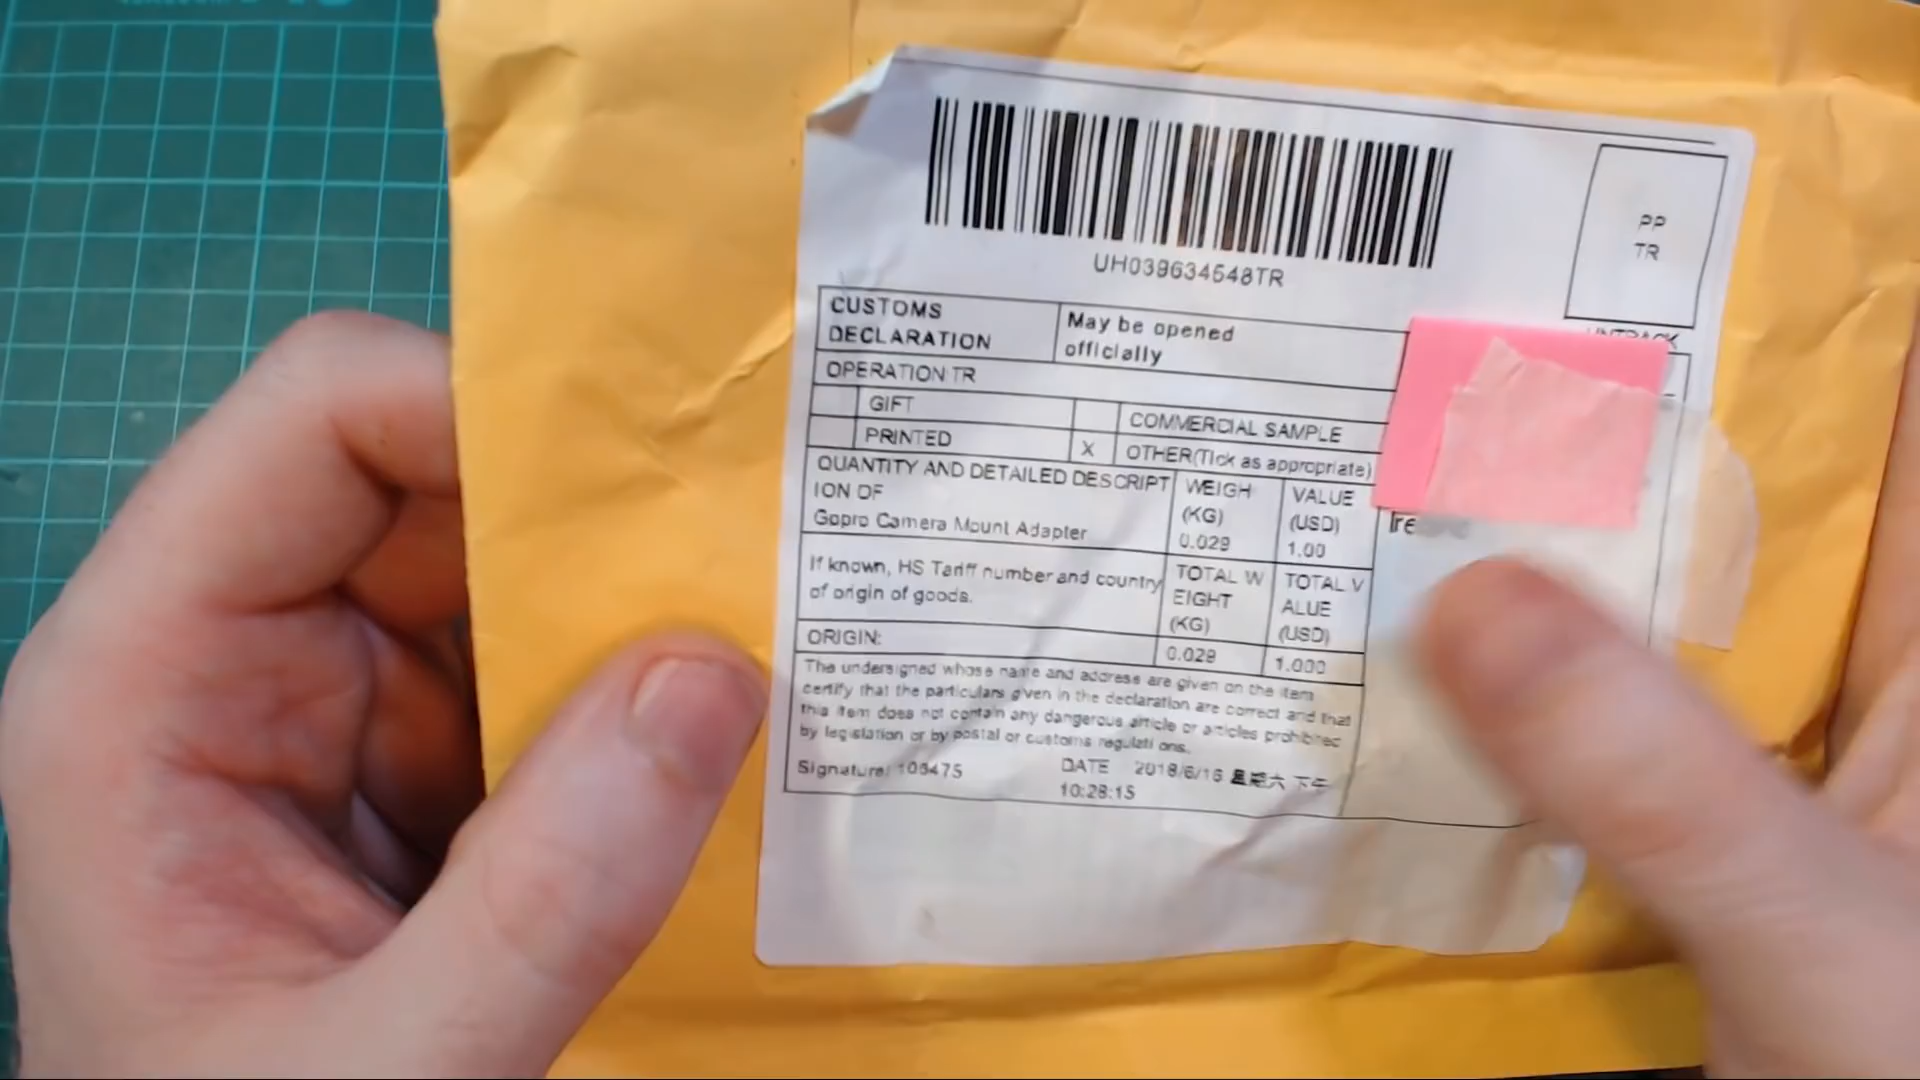 UH039634548TR
PP
TR
UNTRACK
CUSTOMS
DECLARATION
May be opened
officially
OPERATION TR
GIFT
COMMERCIAL SAMPLE
PRINTED
X
OTHER(Tick as appropriate)
QUANTITY AND DETAILED DESCRIPT
ION OF
Gopro Camera Mount Adapter
WEIGH
(KG)
0.029
VALUE
(USD)
1.00
If known, HS Tariff number and country
of origin of goods.
TOTAL W
EIGHT
(KG)
TOTAL V
ALUE
(USD)
ORIGIN:
0.029
1.000
The undersigned whose name and address are given on the item
certify that the particulars given in the declaration are correct and that
this item does not contain any dangerous article or articles prohibited
by legislation or by postal or customs regulati ons.
Signature: 106475
DATE 2018/6/16 星期六 下午
10:28:15